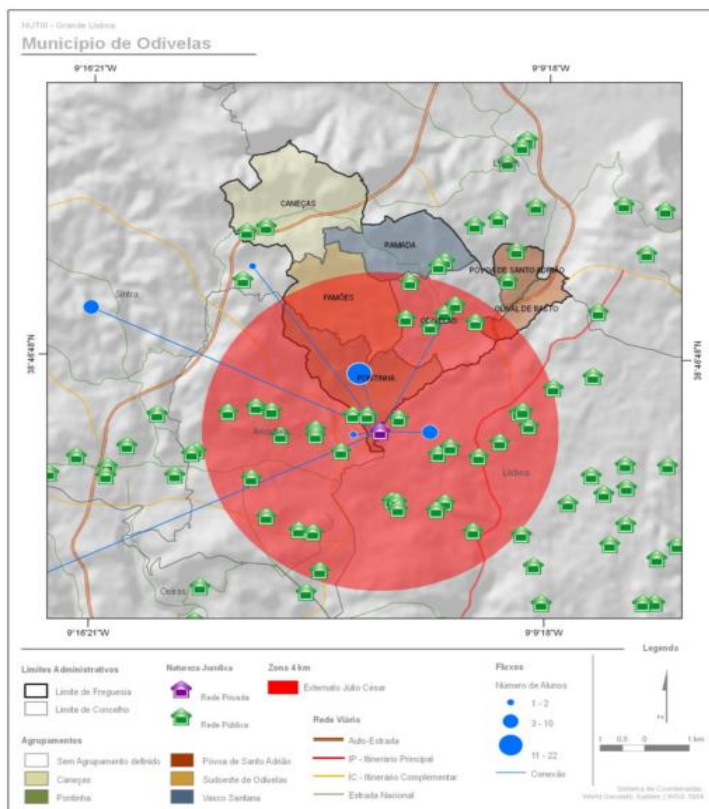 NUTIII - Grande Lisboa
Município de Odivelas
9°16'21"W
9°9'18"W
CANEÇAS
RAMADA
POVOA DE SANTO ADRIÃO
Sintra
FAMÕES
ODIVELAS
OLIVAL DE BASTO
PONTINHA
Lisboa
Oeiras
9°16'21"W
9°9'18"W
Legenda
Limites Administrativos
Limite de Freguesia
Limite de Concelho
Agrupamentos
Sem Agrupamento definido
Caneças
Pontinha
Póvoa de Santo Adrião
Sudoeste de Odivelas
Vasco Santana
Natureza Jurídica
Rede Privada
Rede Pública
Zona 4 km
Externato Júlio César
Rede Viária
Auto-Estrada
IP - Itinerário Principal
IC - Itinerário Complementar
Estrada Nacional
Fluxos
Número de Alunos
1 - 2
3 - 10
11 - 22
Conexão
1 0,5 0 1 km
Sistema de Coordenadas